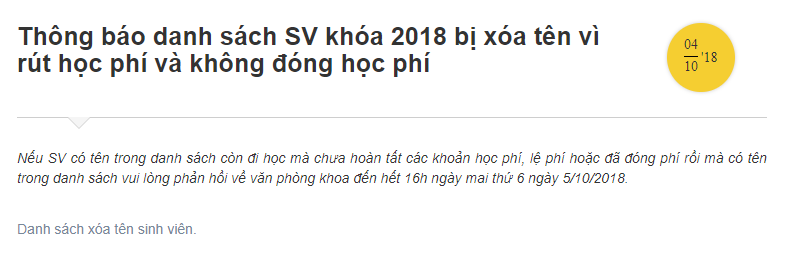 Thông báo danh sách SV khóa 2018 bị xóa tên vì
rút học phí và không đóng học phí
04
10 '18
Nếu SV có tên trong danh sách còn đi học mà chưa hoàn tất các khoản học phí, lệ phí hoặc đã đóng phí rồi mà có tên
trong danh sách vui lòng phản hồi về văn phòng khoa đến hết 16h ngày mai thứ 6 ngày 5/10/2018.
Danh sách xóa tên sinh viên.